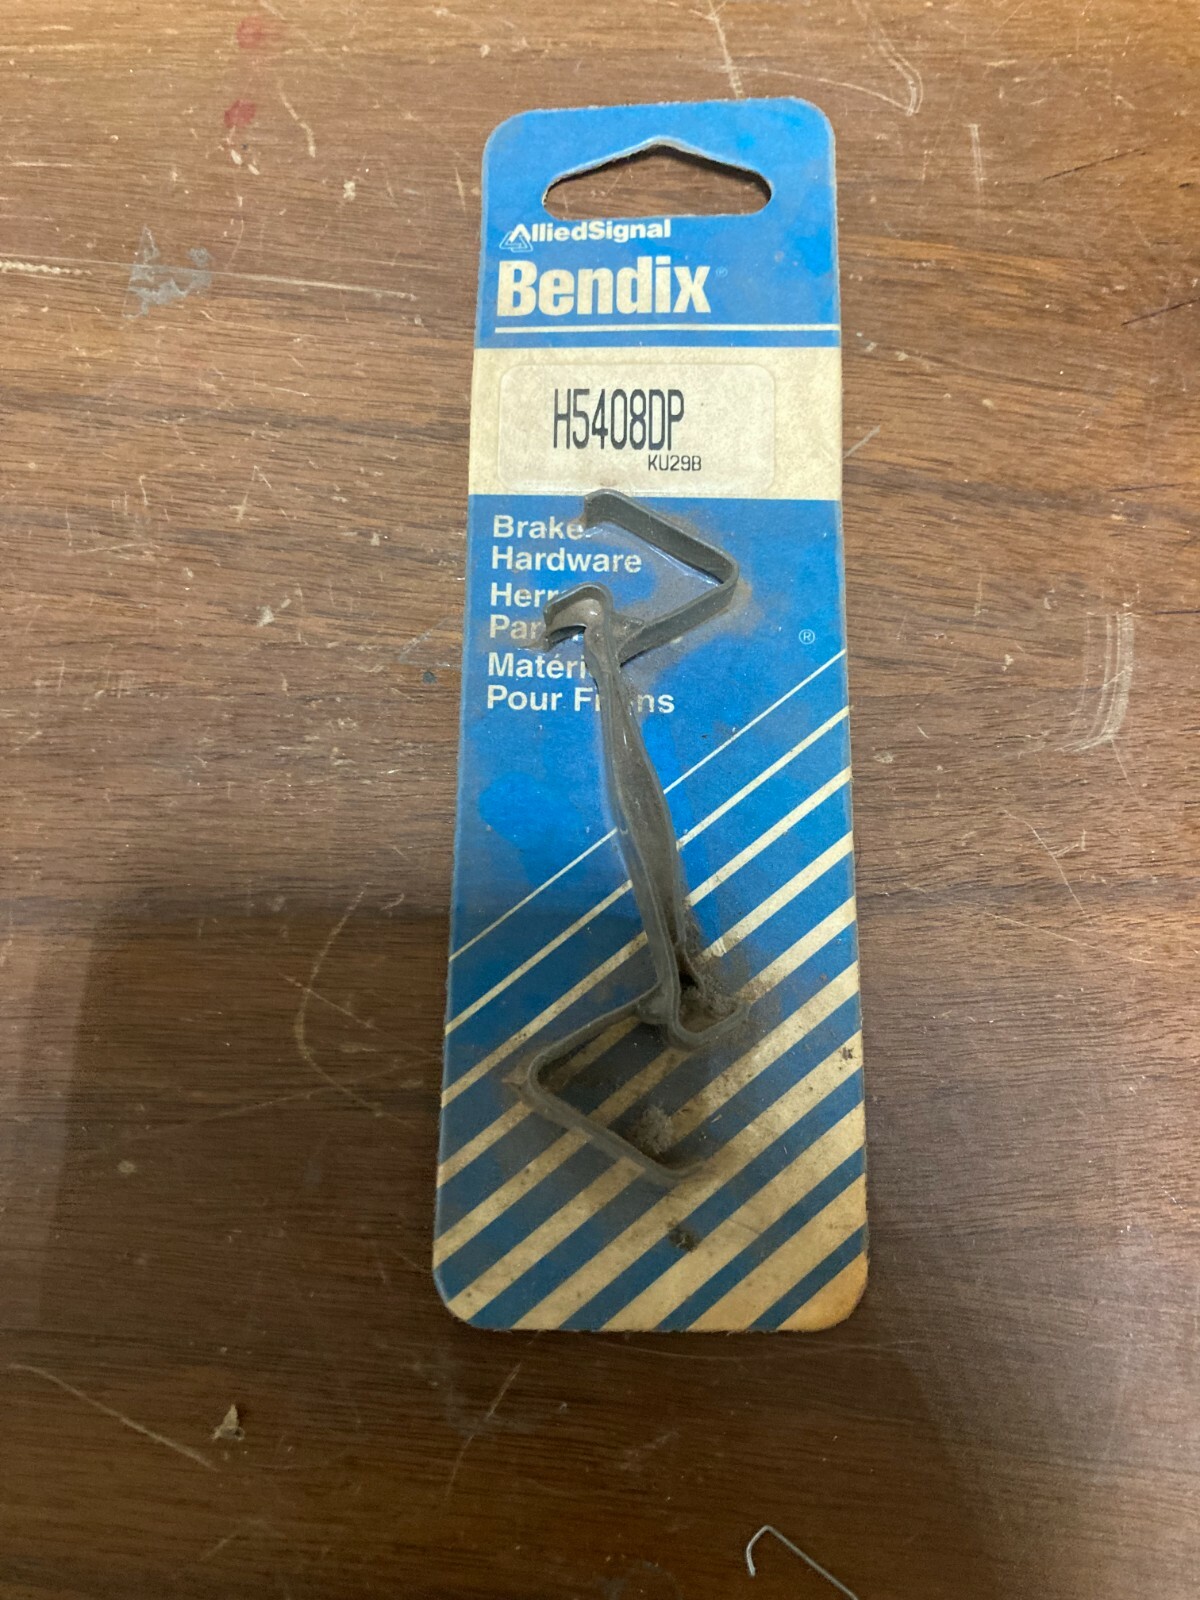 AlliedSignal
Bendix®
H5408DP
KU29B
Brake
Hardware
Pour
®